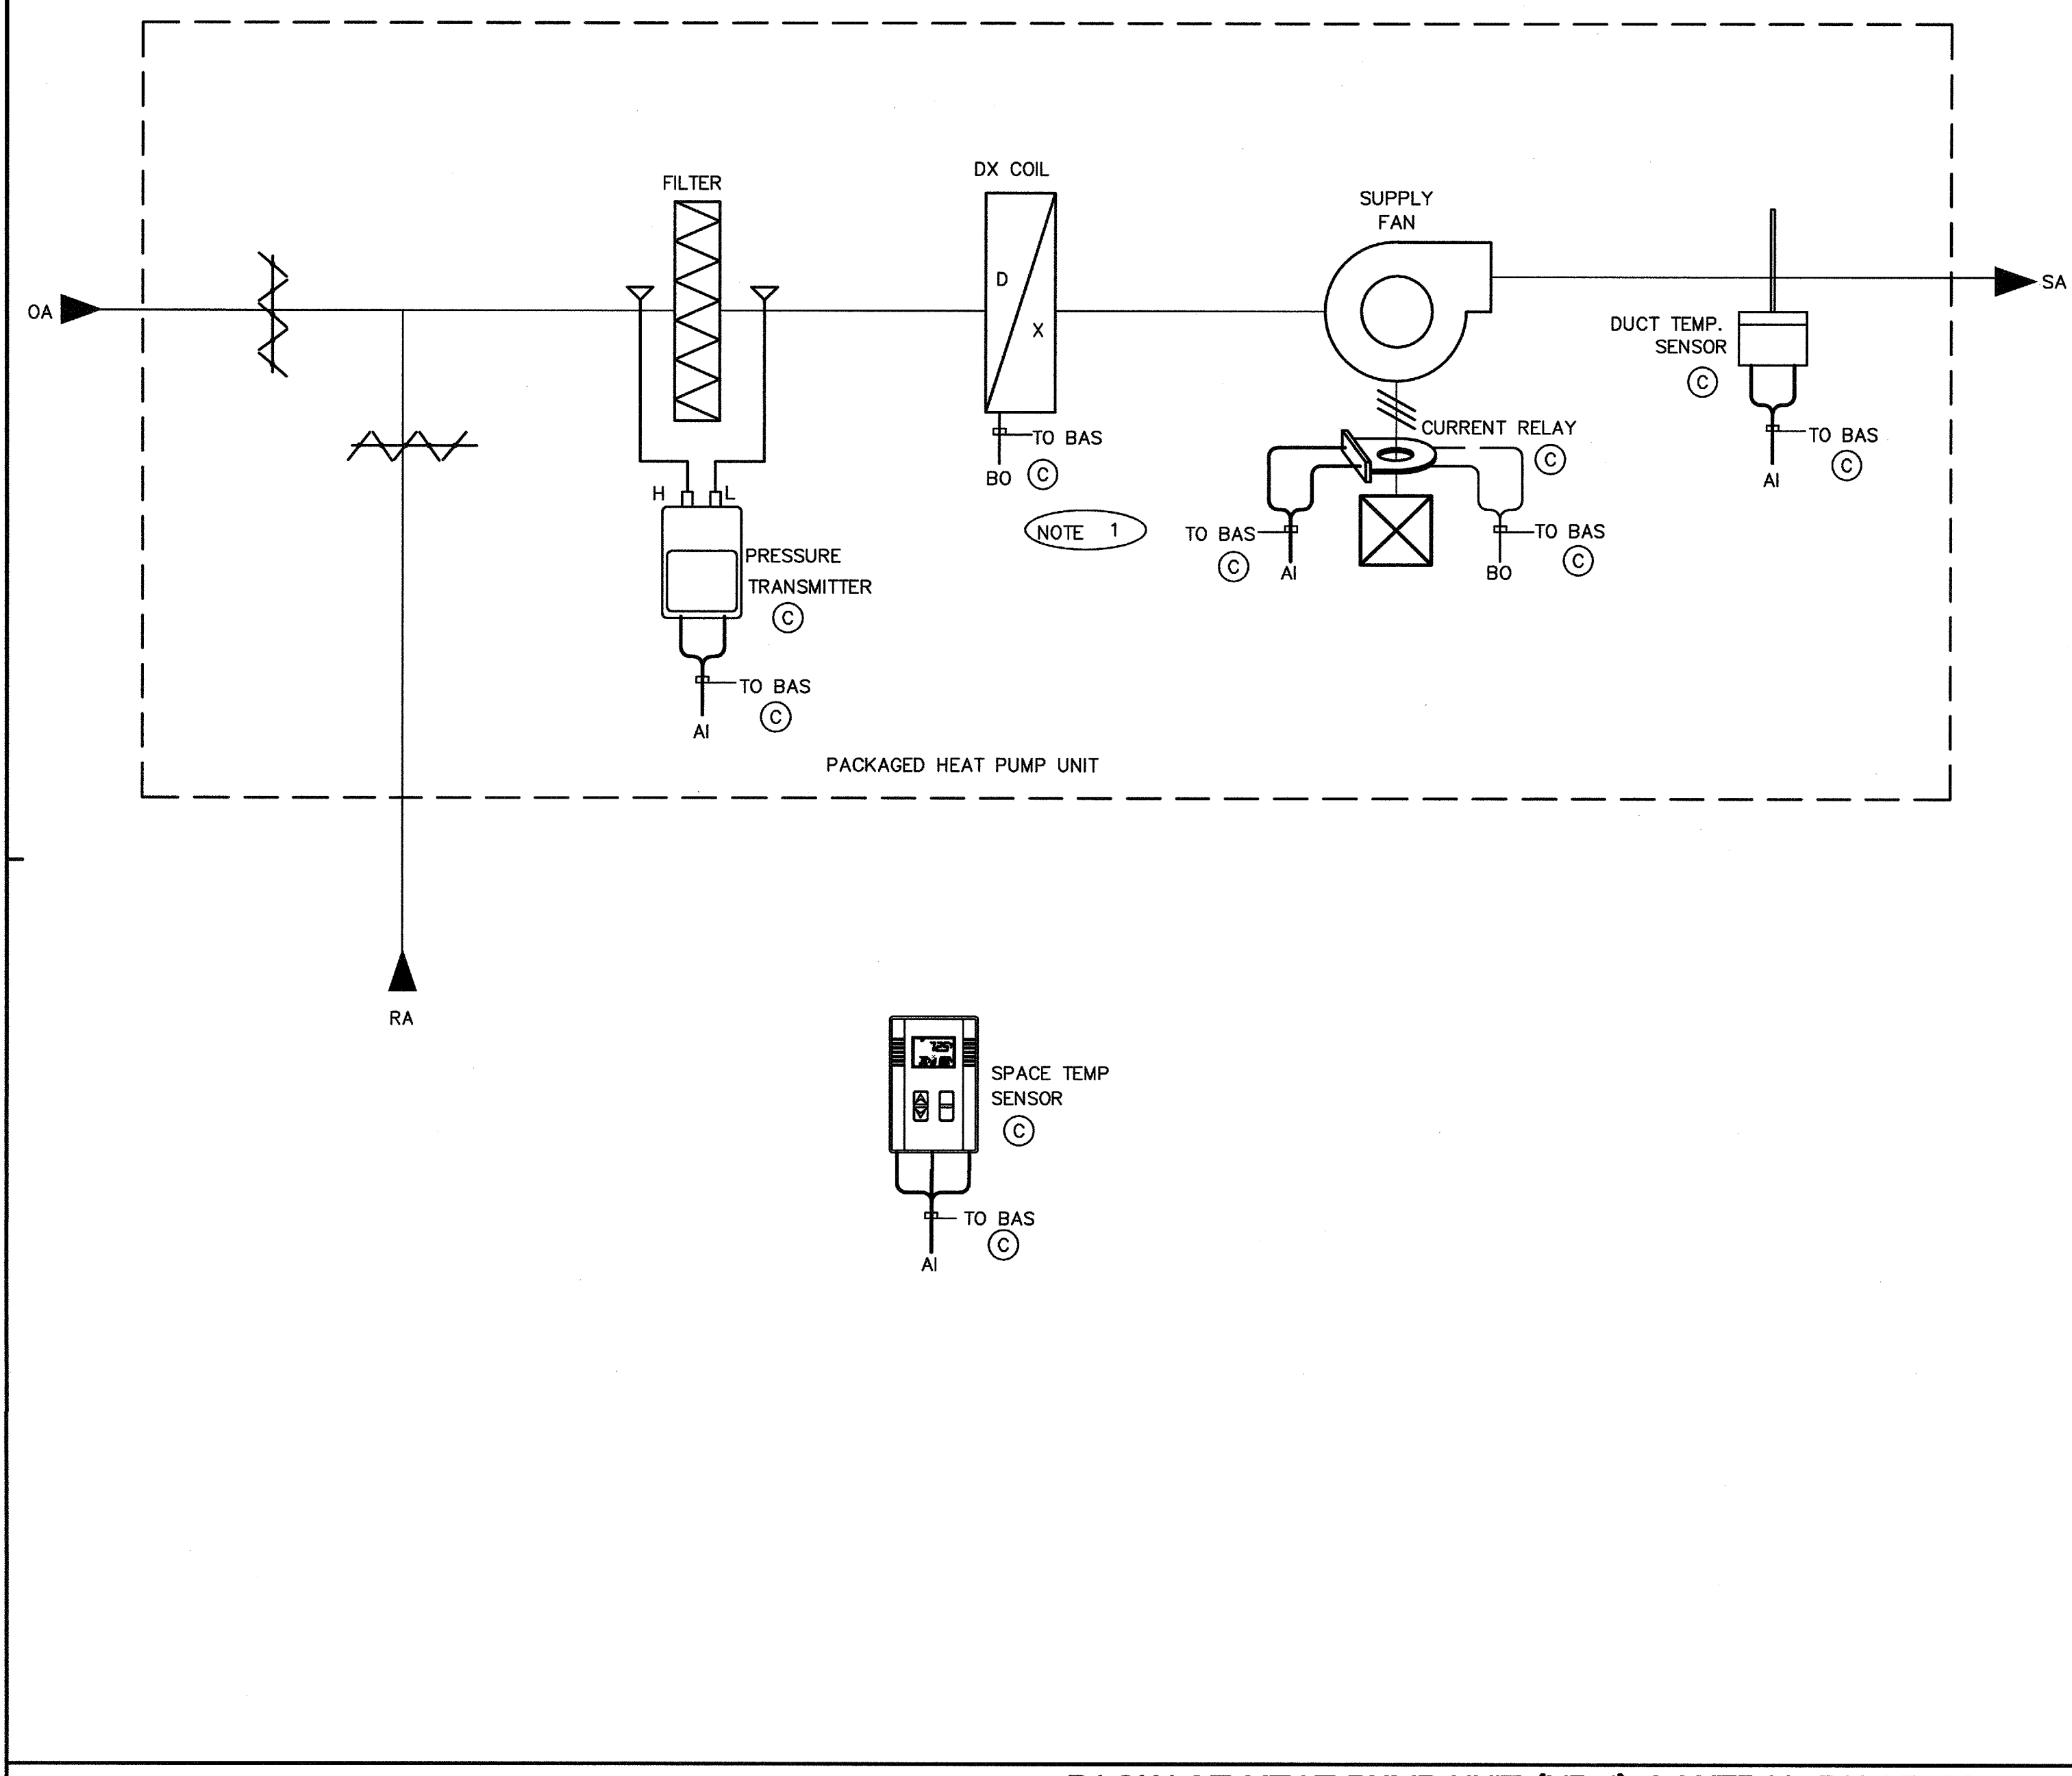 DX COIL
FILTER
SUPPLY
FAN
D
X
OA
SA
DUCT TEMP.
SENSOR
C
CURRENT RELAY
C
TO BAS
C
BO
TO BAS
C
AI
H
L
NOTE 1
TO BAS
C
AI
TO BAS
C
BO
PRESSURE
TRANSMITTER
C
TO BAS
C
AI
PACKAGED HEAT PUMP UNIT
RA
SPACE TEMP
SENSOR
C
TO BAS
C
AI